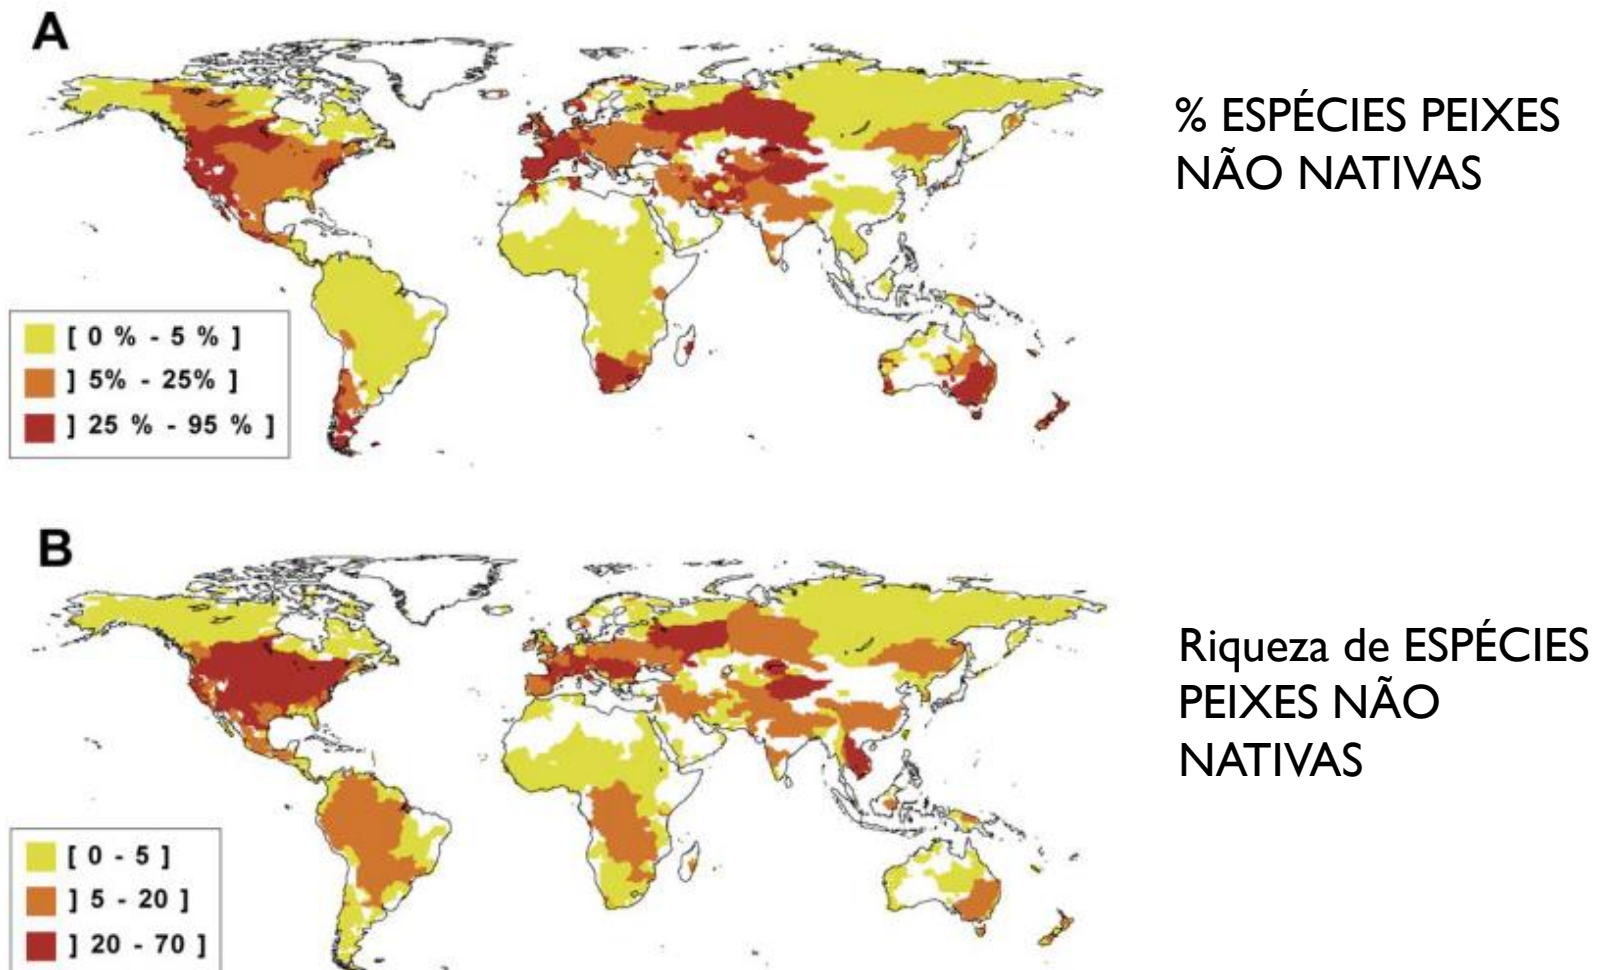 A
% ESPÉCIES PEIXES
NÃO NATIVAS
[ 0 % - 5 % ]
] 5% - 25% ]
] 25 % - 95 % ]
B
Riqueza de ESPÉCIES
PEIXES NÃO
NATIVAS
[ 0 - 5 ]
] 5 - 20 ]
] 20 - 70 ]